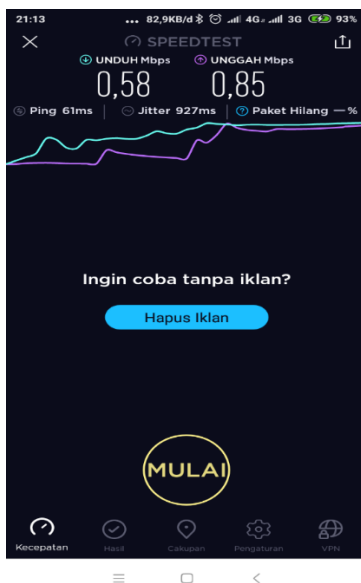 21:13 ... 82,9KB/d 4G 3G 93%
SPEEDTEST
UNDUH Mbps UNGGAH Mbps
0,58 0,85
Ping 61ms Jitter 927ms Paket Hilang —%
Ingin coba tanpa iklan?
Hapus Iklan
MULAI
Kecepatan Hasil Cakupan Pengaturan VPN